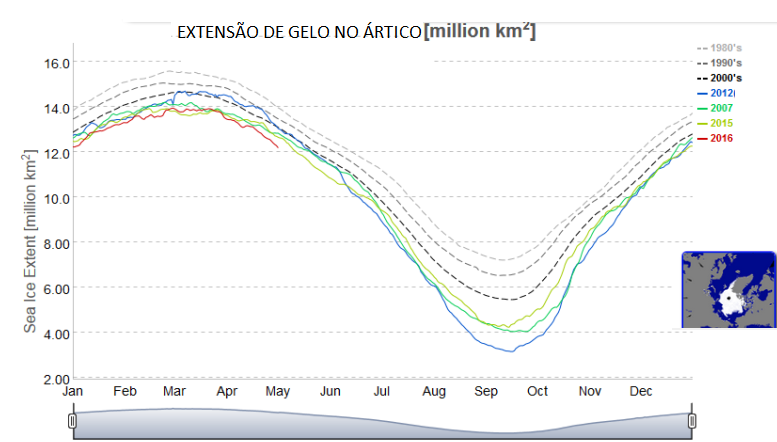 EXTENSÃO DE GELO NO ÁRTICO[million km²]
Sea Ice Extent [million km²]
16.0
14.0
12.0
10.0
8.00
6.00
4.00
2.00
Jan Feb Mar Apr May Jun Jul Aug Sep Oct Nov Dec
1980's
1990's
2000's
2012
2007
2015
2016